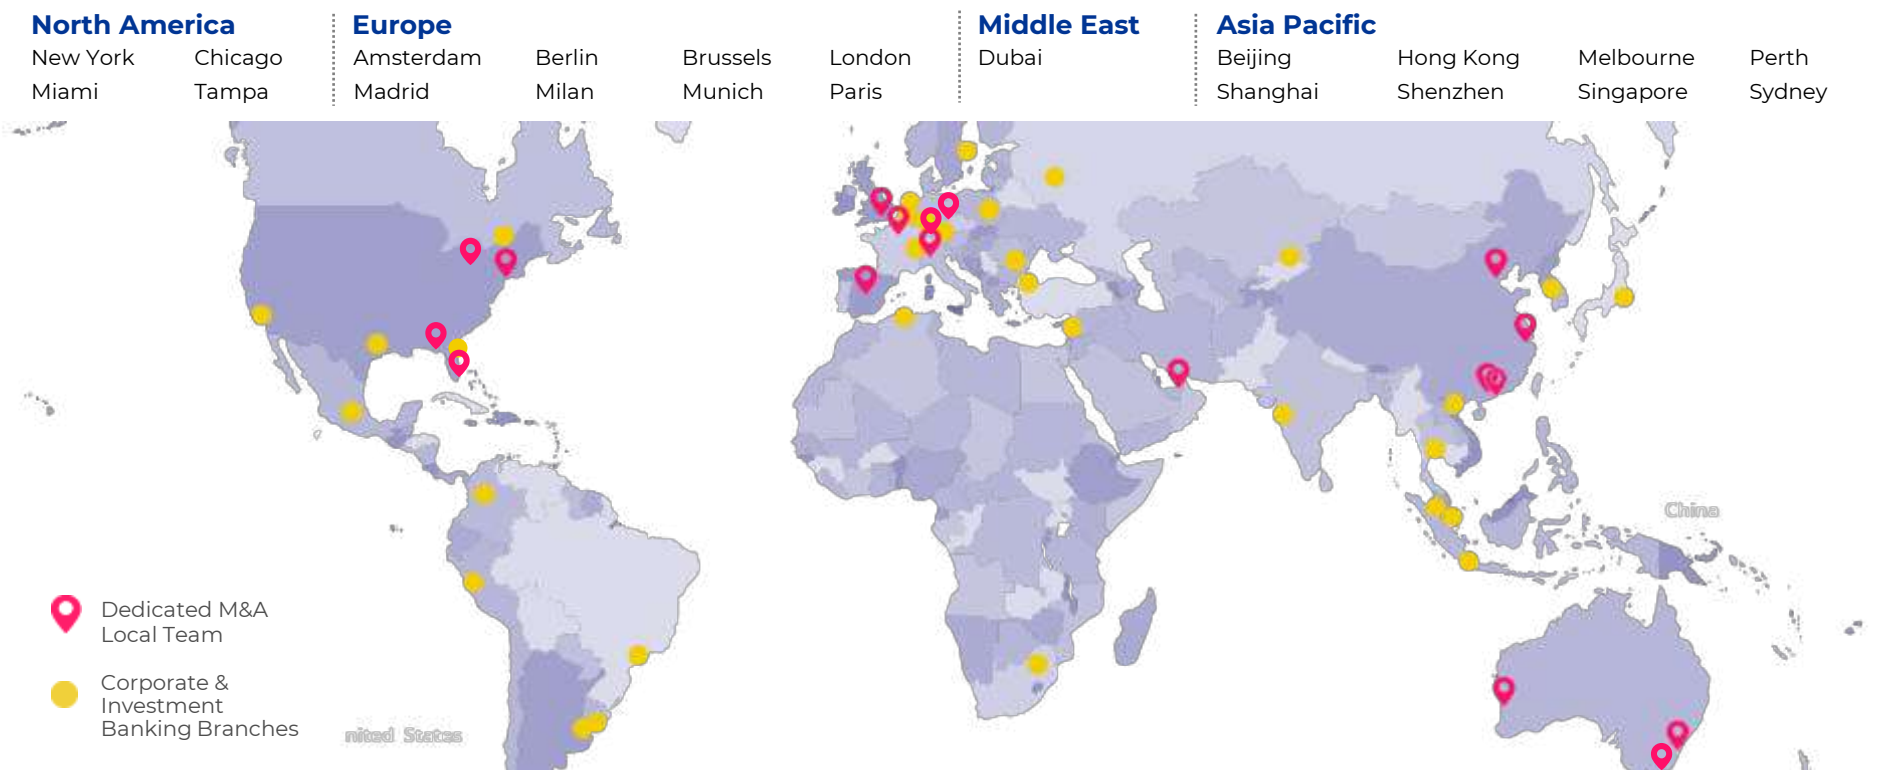 North America
New York Chicago
Miami Tampa
Europe
Amsterdam Berlin Brussels London
Madrid Milan Munich Paris
Middle East
Dubai
Asia Pacific
Beijing Hong Kong Melbourne Perth
Shanghai Shenzhen Singapore Sydney
China
Dedicated M&A
Local Team
Corporate &
Investment
Banking Branches
nited States